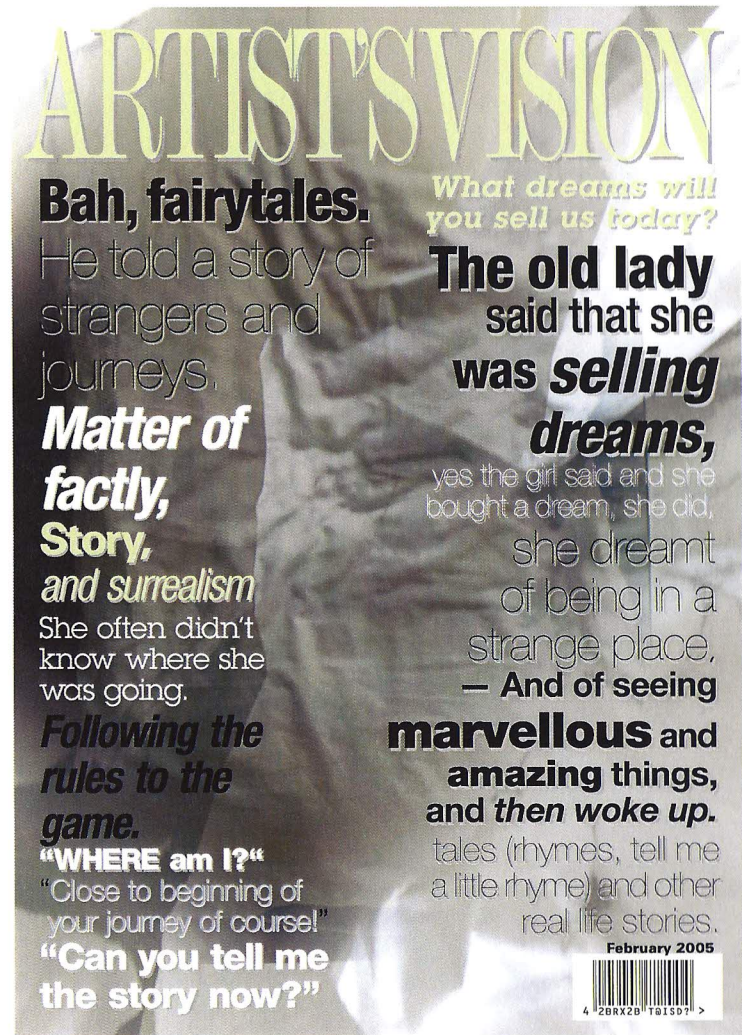 ARTIST'S VISION
Bah, fairytales.
He told a story of
strangers and
journeys.
Matter of
factly,
Story,
and surrealism
She often didn't
know where she
was going.
Following the
rules to the
game.
“WHERE am I?“
“Close to beginning of
your journey of course!”
“Can you tell me
the story now?”
What dreams will
you sell us today?
The old lady
said that she
was selling
dreams,
yes the girl said and she
bought a dream, she did,
she dreamt
of being in a
strange place,
— And of seeing
marvellous and
amazing things,
and then woke up.
tales (rhymes, tell me
a little rhyme) and other
real life stories.
February 2005
4 2BRX2B T@ISD? >